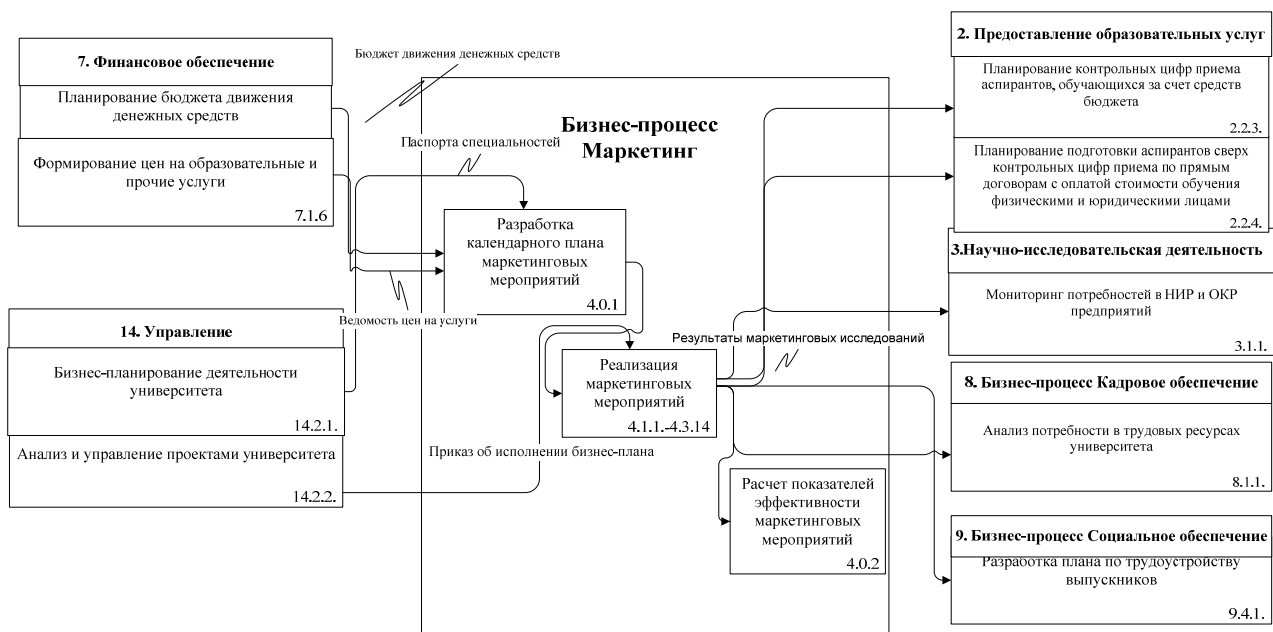 7. Финансовое обеспечение
Планирование бюджета движения
денежных средств
Формирование цен на образовательные и
прочие услуги
7.1.6
14. Управление
Бизнес-планирование деятельности
университета
14.2.1.
Анализ и управление проектами университета
14.2.2.
Бюджет движения денежных средств
Бизнес-процесс
Маркетинг
Паспорта специальностей
Разработка
календарного плана
маркетинговых
мероприятий
4.0.1
Ведомость цен на услуги
Результаты маркетинговых исследований
Реализация
маркетинговых
мероприятий
4.1.1.-4.3.14
Приказ об исполнении бизнес-плана
Расчет показателей
эффективности
маркетинговых
мероприятий
4.0.2
2. Предоставление образовательных услуг
Планирование контрольных цифр приема
аспирантов, обучающихся за счет средств
бюджета
2.2.3.
Планирование подготовки аспирантов сверх
контрольных цифр приема по прямым
договорам с оплатой стоимости обучения
физическими и юридическими лицами
2.2.4.
3.Научно-исследовательская деятельность
Мониторинг потребностей в НИР и ОКР
предприятий
3.1.1.
8. Бизнес-процесс Кадровое обеспечение
Анализ потребности в трудовых ресурсах
университета
8.1.1.
9. Бизнес-процесс Социальное обеспечение
Разработка плана по трудоустройству
выпускников
9.4.1.